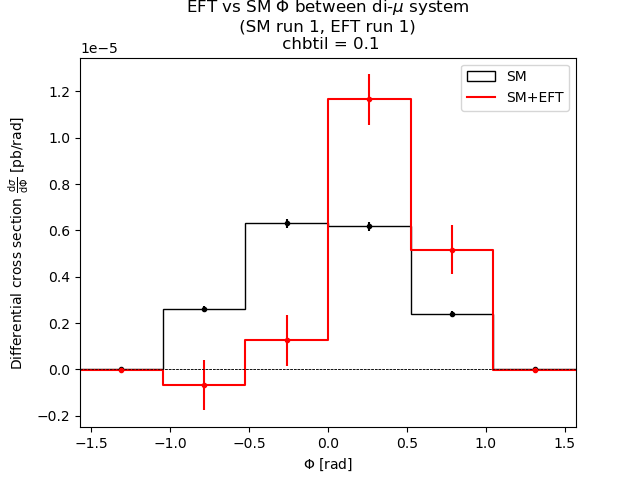 EFT vs SM Φ between di-μ system
(SM run 1, EFT run 1)
chbtil = 0.1
1e−5
SM
SM+EFT
1.2
1.0
0.8
0.6
0.4
0.2
0.0
−0.2
Differential cross section dσ/dΦ [pb/rad]
−1.5 −1.0 −0.5 0.0 0.5 1.0 1.5
Φ [rad]